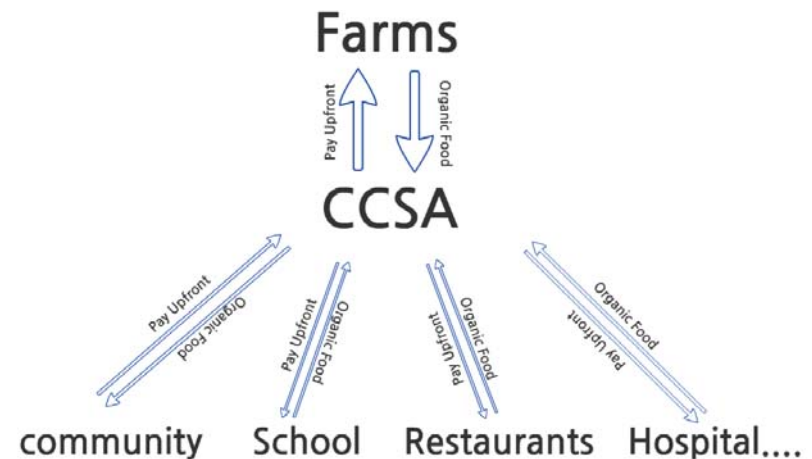 Farms
Pay Upfront
Organic Food
CCSA
Pay Upfront
Organic Food
Pay Upfront
Organic Food
Organic Food
Pay Upfront
Organic Food
Pay Upfront
community
School
Restaurants
Hospital....